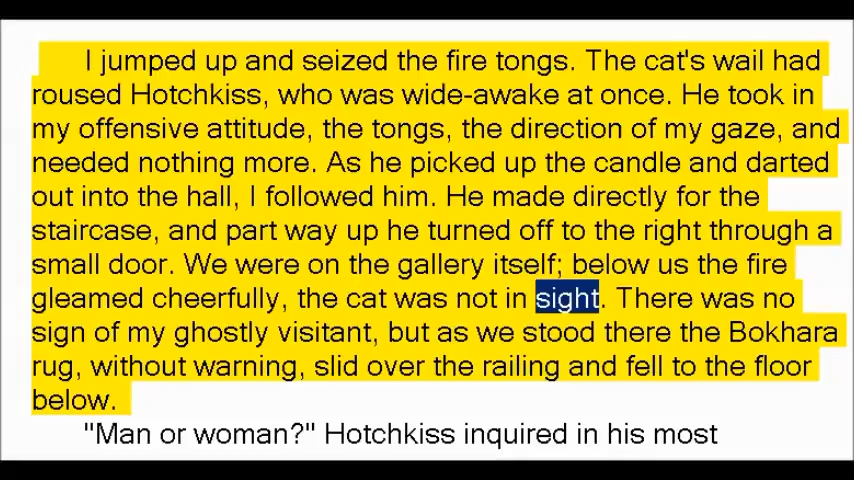 I jumped up and seized the fire tongs. The cat's wail had
roused Hotchkiss, who was wide-awake at once. He took in
my offensive attitude, the tongs, the direction of my gaze, and
needed nothing more. As he picked up the candle and darted
out into the hall, I followed him. He made directly for the
staircase, and part way up he turned off to the right through a
small door. We were on the gallery itself; below us the fire
gleamed cheerfully, the cat was not in sight. There was no
sign of my ghostly visitant, but as we stood there the Bokhara
rug, without warning, slid over the railing and fell to the floor
below.
"Man or woman?" Hotchkiss inquired in his most